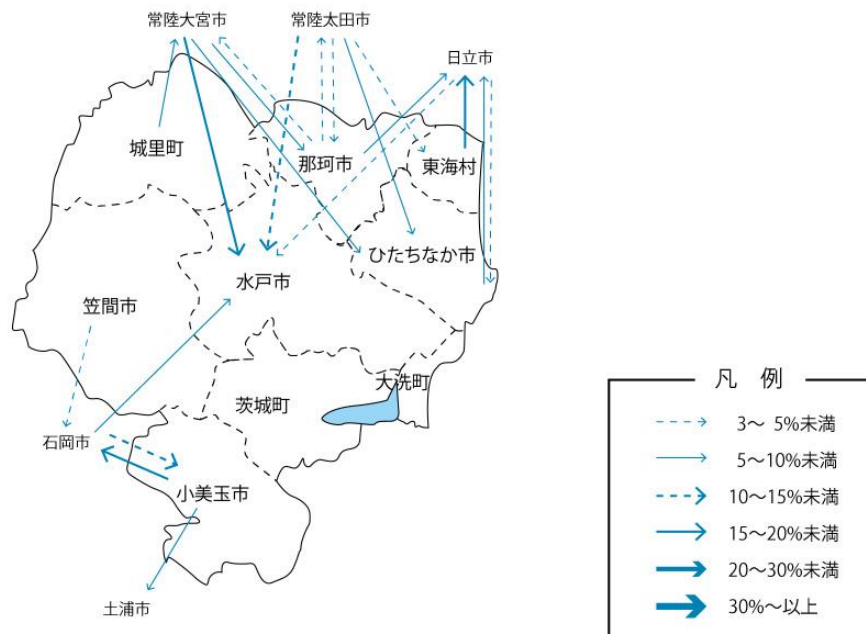 常陸大宮市
常陸太田市
日立市
城里町
那珂市
東海村
ひたちなか市
水戸市
笠間市
大洗町
茨城町
石岡市
小美玉市
土浦市
凡 例
3～ 5%未満
5～10%未満
10～15%未満
15～20%未満
20～30%未満
30%～以上